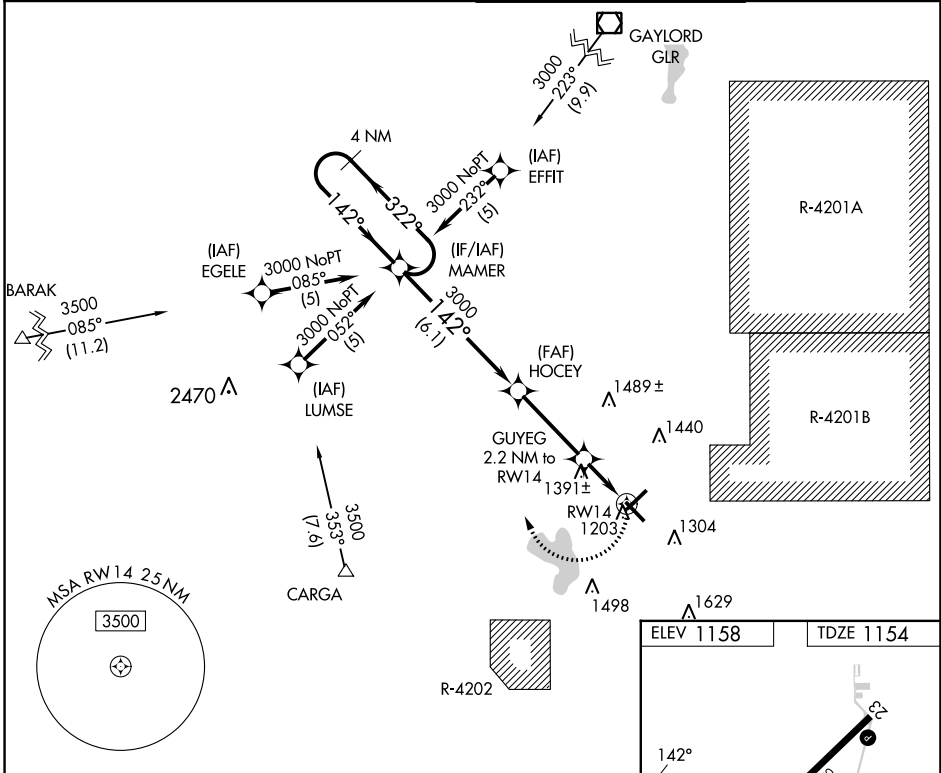 GAYLORD
GLR
3000
223°
(9.9)
4 NM
(IAF)
EFFIT
3000 NoPT
232°
(5)
142°
322°
R-4201A
(IAF)
EGELE
3000 NoPT
085°
(5)
(IF/IAF)
MAMER
BARAK
3500
085°
(11.2)
3000 NoPT
052°
(5)
3000
142°
(6.1)
(FAF)
HOCEY
2470
(IAF)
LUMSE
1489±
1440
R-4201B
GUYEG
2.2 NM to
RW14
1391±
RW14
1203
1304
3500
353°
(7.6)
CARGA
1498
1629
MSA RW14 25 NM
3500
R-4202
ELEV 1158
TDZE 1154
23
P
142°